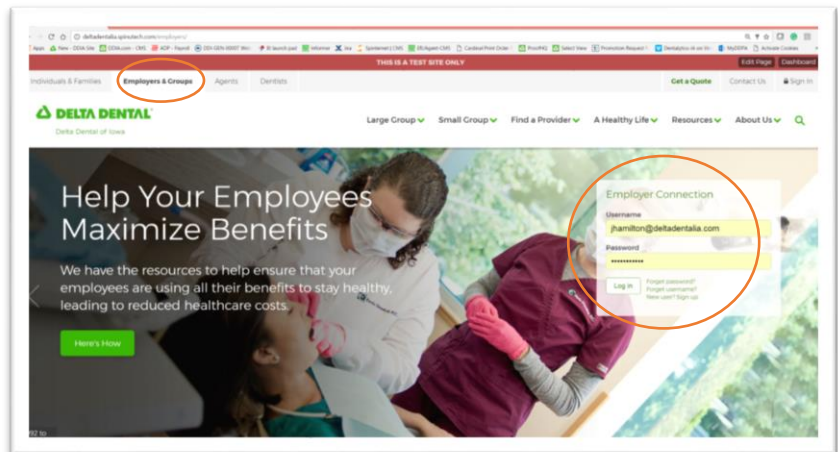 deltadentalia.spinutech.com/employers/
Apps
THIS IS A TEST SITE ONLY
Edit Page
Dashboard
Individuals & Families
Employers & Groups
Agents
Dentists
Get a Quote
Contact Us
Sign In
DELTA DENTAL
Delta Dental of Iowa
Large Group
Small Group
Find a Provider
A Healthy Life
Resources
About Us
Help Your Employees
Maximize Benefits
We have the resources to help ensure that your
employees are using all their benefits to stay healthy,
leading to reduced healthcare costs.
Here's How
Employer Connection
Username
jhamilton@deltadentalia.com
Password
Log In
Forgot password?
Forgot username?
New user? Sign up